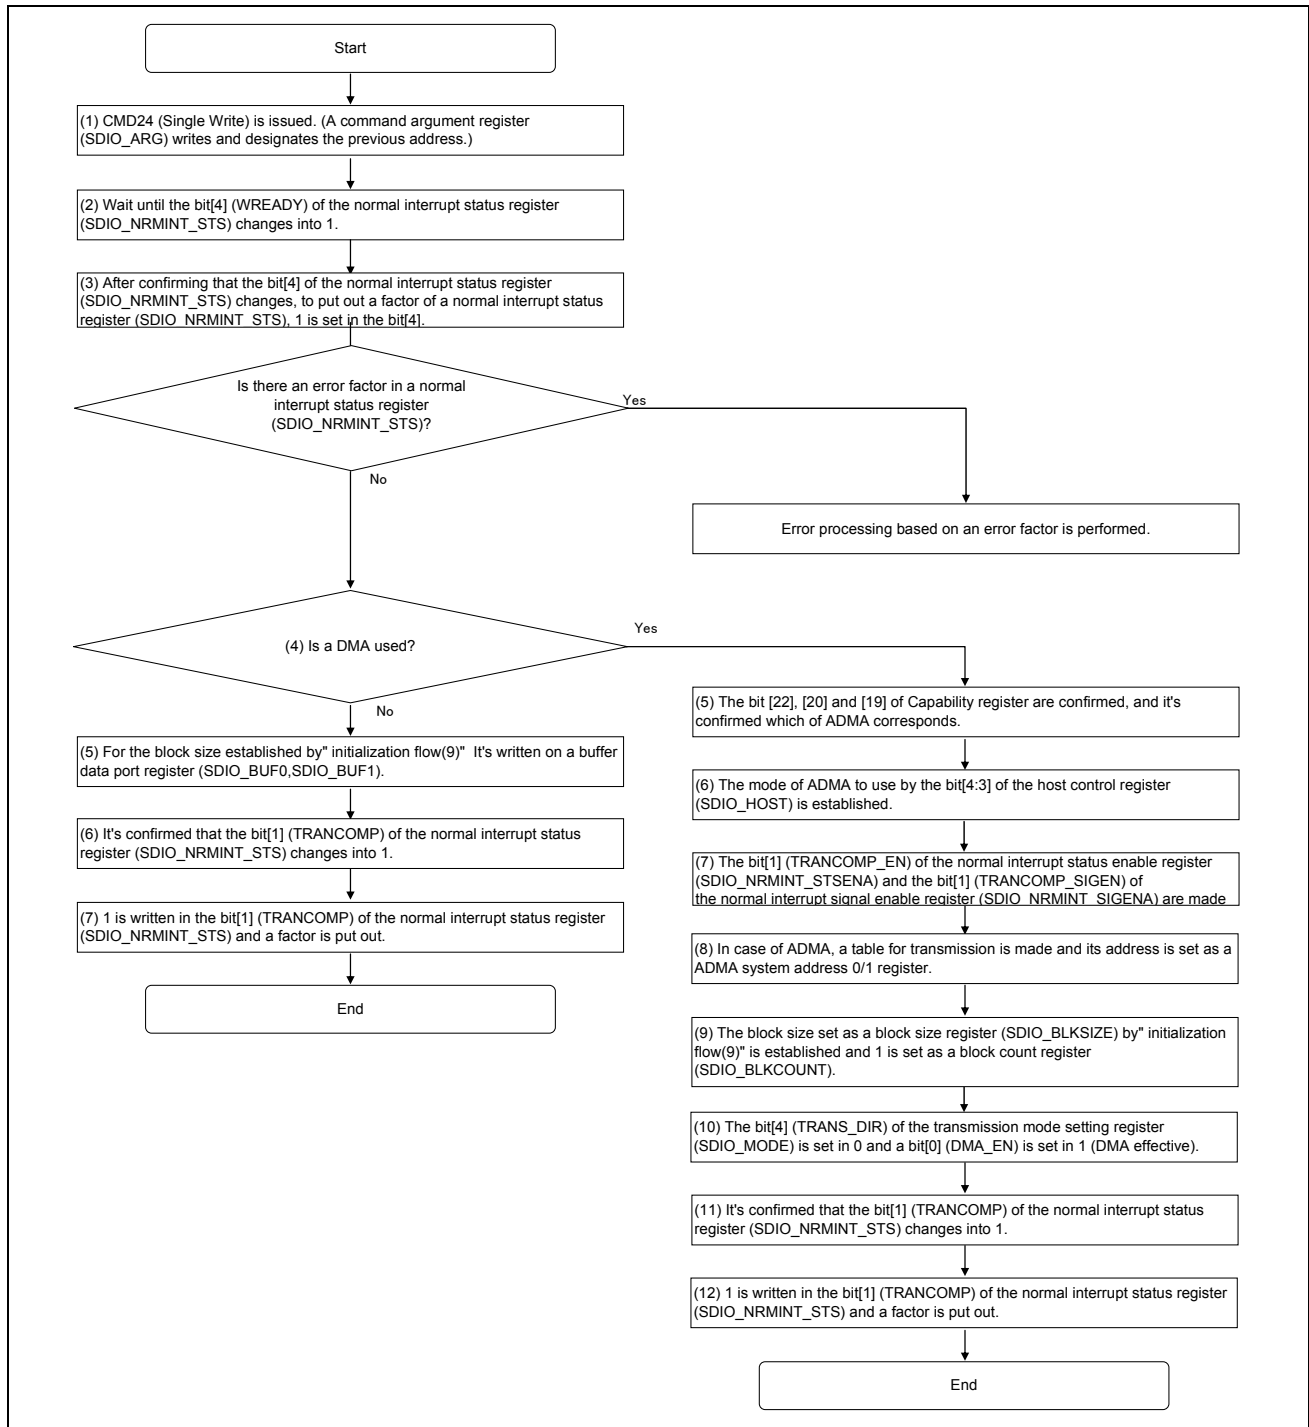 Start
(1) CMD24 (Single Write) is issued. (A command argument register
(SDIO_ARG) writes and designates the previous address.)
(2) Wait until the bit[4] (WREADY) of the normal interrupt status register
(SDIO_NRMINT_STS) changes into 1.
(3) After confirming that the bit[4] of the normal interrupt status register
(SDIO_NRMINT_STS) changes, to put out a factor of a normal interrupt status
register (SDIO_NRMINT_STS), 1 is set in the bit[4].
Is there an error factor in a normal
interrupt status register
(SDIO_NRMINT_STS)?
Yes
No
Error processing based on an error factor is performed.
(4) Is a DMA used?
Yes
No
(5) For the block size established by" initialization flow(9)"  It's written on a buffer
data port register (SDIO_BUF0,SDIO_BUF1).
(6) It's confirmed that the bit[1] (TRANCOMP) of the normal interrupt status
register (SDIO_NRMINT_STS) changes into 1.
(7) 1 is written in the bit[1] (TRANCOMP) of the normal interrupt status register
(SDIO_NRMINT_STS) and a factor is put out.
End
(5) The bit [22], [20] and [19] of Capability register are confirmed, and it's
confirmed which of ADMA corresponds.
(6) The mode of ADMA to use by the bit[4:3] of the host control register
(SDIO_HOST) is established.
(7) The bit[1] (TRANCOMP_EN) of the normal interrupt status enable register
(SDIO_NRMINT_STSENA) and the bit[1] (TRANCOMP_SIGEN) of
the normal interrupt signal enable register (SDIO_NRMINT_SIGENA) are made
(8) In case of ADMA, a table for transmission is made and its address is set as a
ADMA system address 0/1 register.
(9) The block size set as a block size register (SDIO_BLKSIZE) by" initialization
flow(9)" is established and 1 is set as a block count register
(SDIO_BLKCOUNT).
(10) The bit[4] (TRANS_DIR) of the transmission mode setting register
(SDIO_MODE) is set in 0 and a bit[0] (DMA_EN) is set in 1 (DMA effective).
(11) It's confirmed that the bit[1] (TRANCOMP) of the normal interrupt status
register (SDIO_NRMINT_STS) changes into 1.
(12) 1 is written in the bit[1] (TRANCOMP) of the normal interrupt status register
(SDIO_NRMINT_STS) and a factor is put out.
End